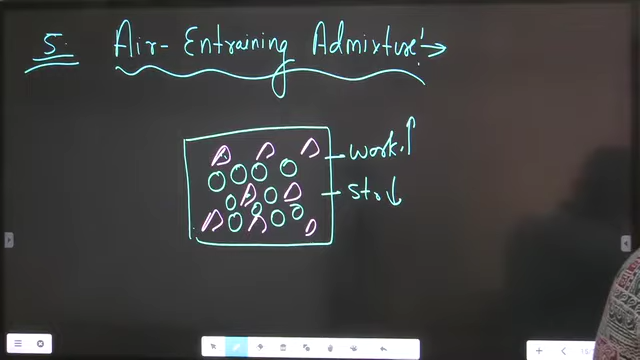 5. Air-Entraining Admixture:→
work.↑
Str.↓